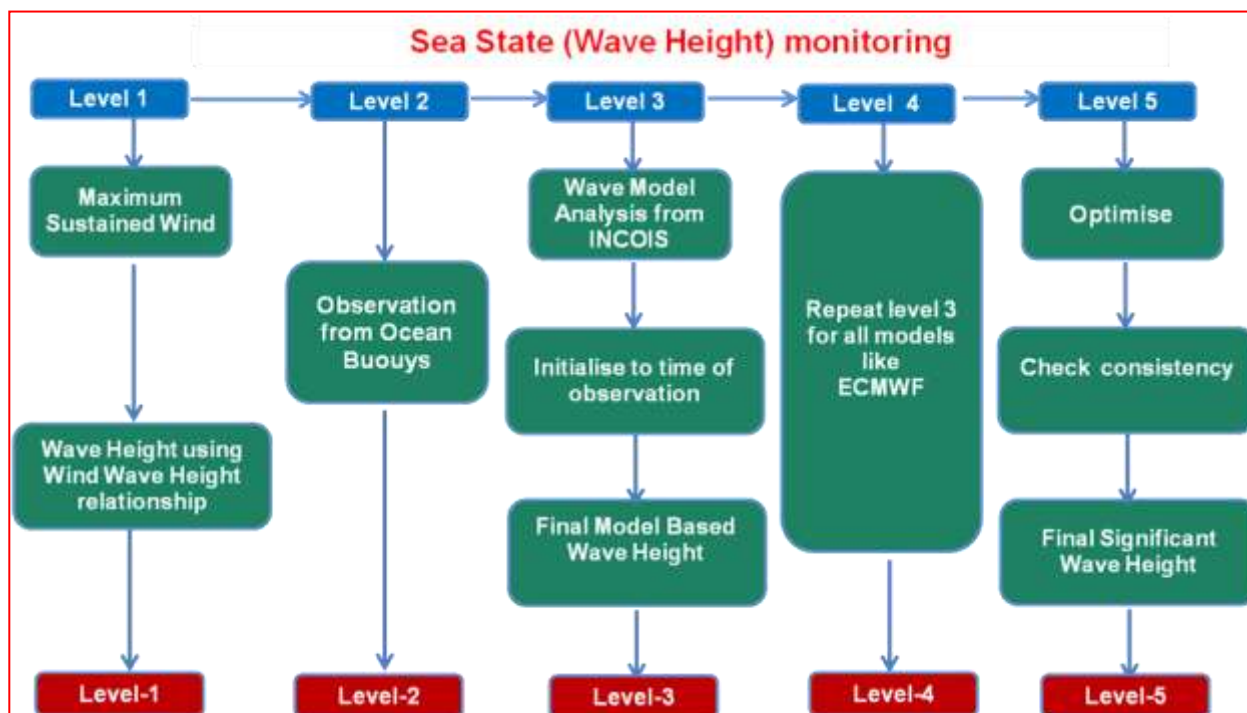 Sea State (Wave Height) monitoring
Level 1
Level 2
Level 3
Level 4
Level 5
Maximum
Sustained Wind
Wave Height using
Wind Wave Height
relationship
Observation
from Ocean
Buouys
Wave Model
Analysis from
INCOIS
Initialise to time of
observation
Final Model Based
Wave Height
Repeat level 3
for all models
like
ECMWF
Optimise
Check consistency
Final Significant
Wave Height
Level-1
Level-2
Level-3
Level-4
Level-5